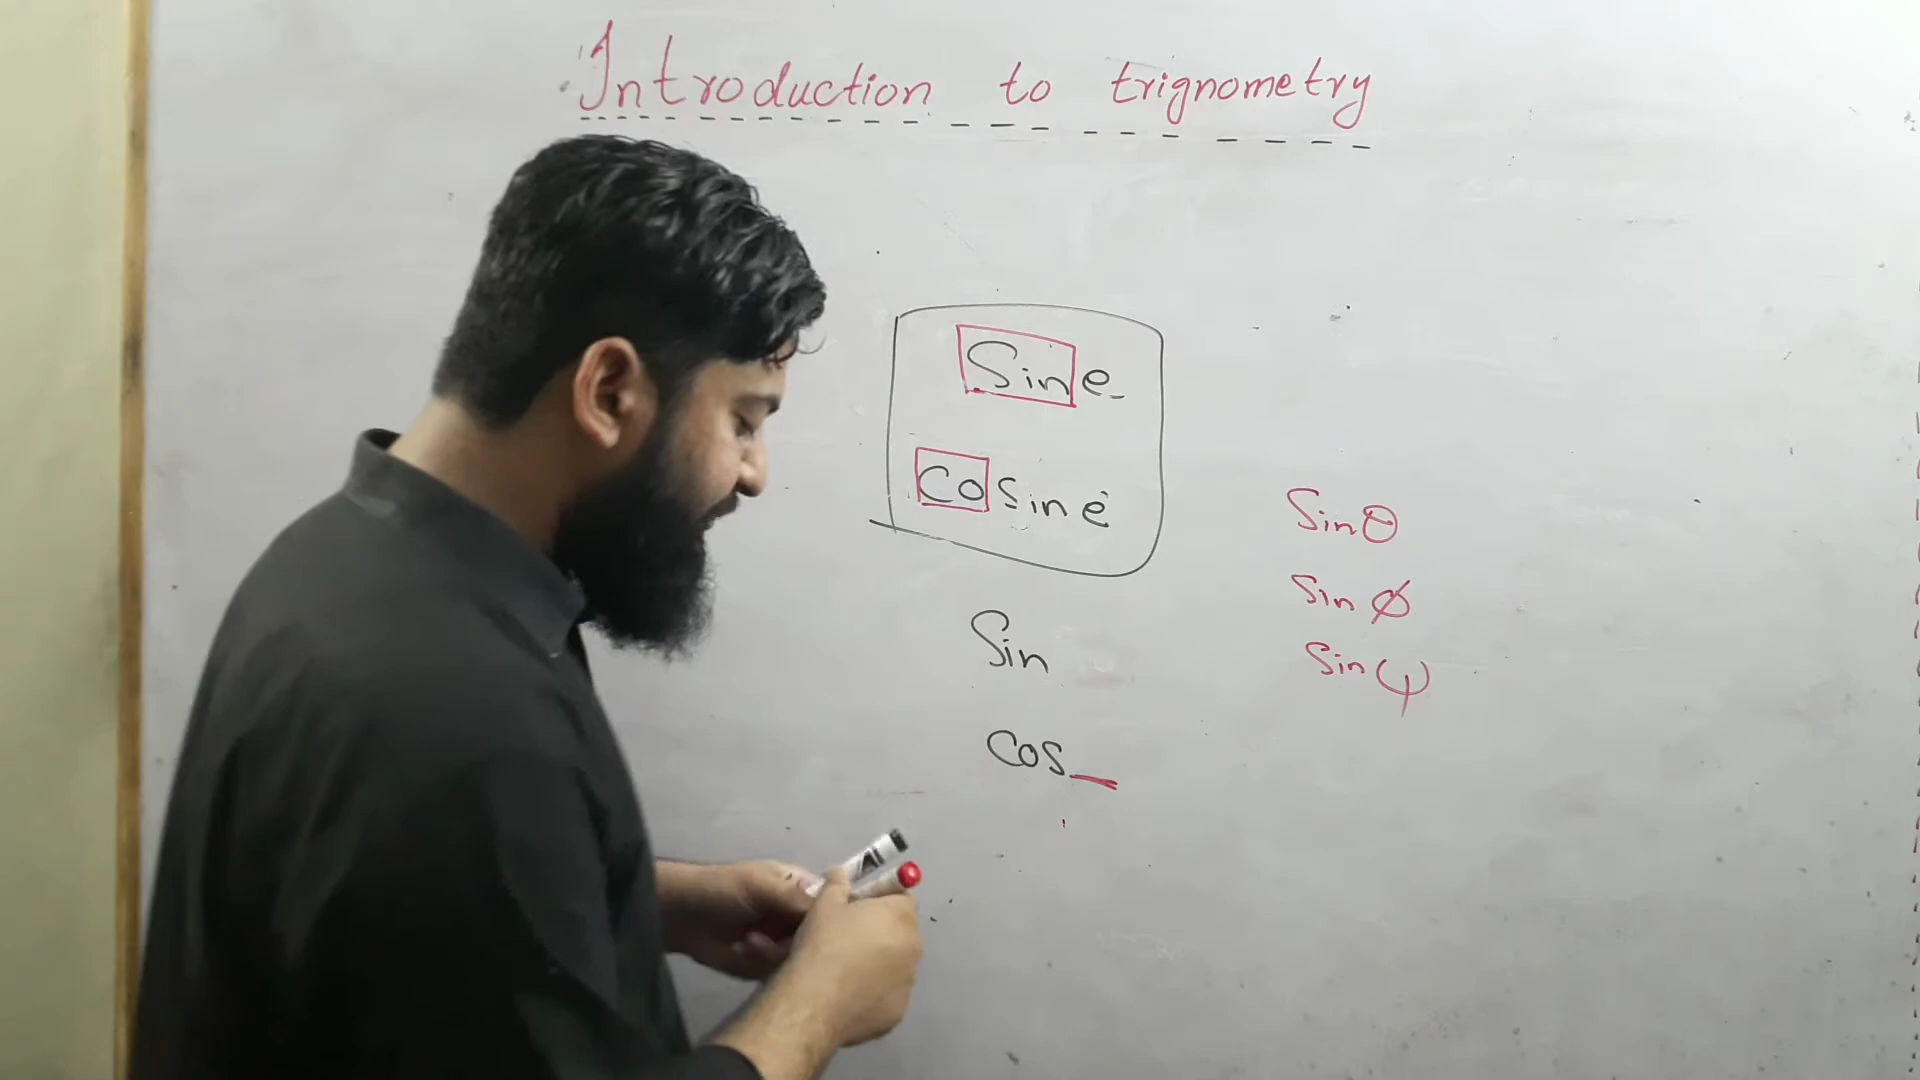 Introduction to trignometry
Sine
Cosine
Sin
Cos
Sinθ
Sin ϕ
Sin ψ